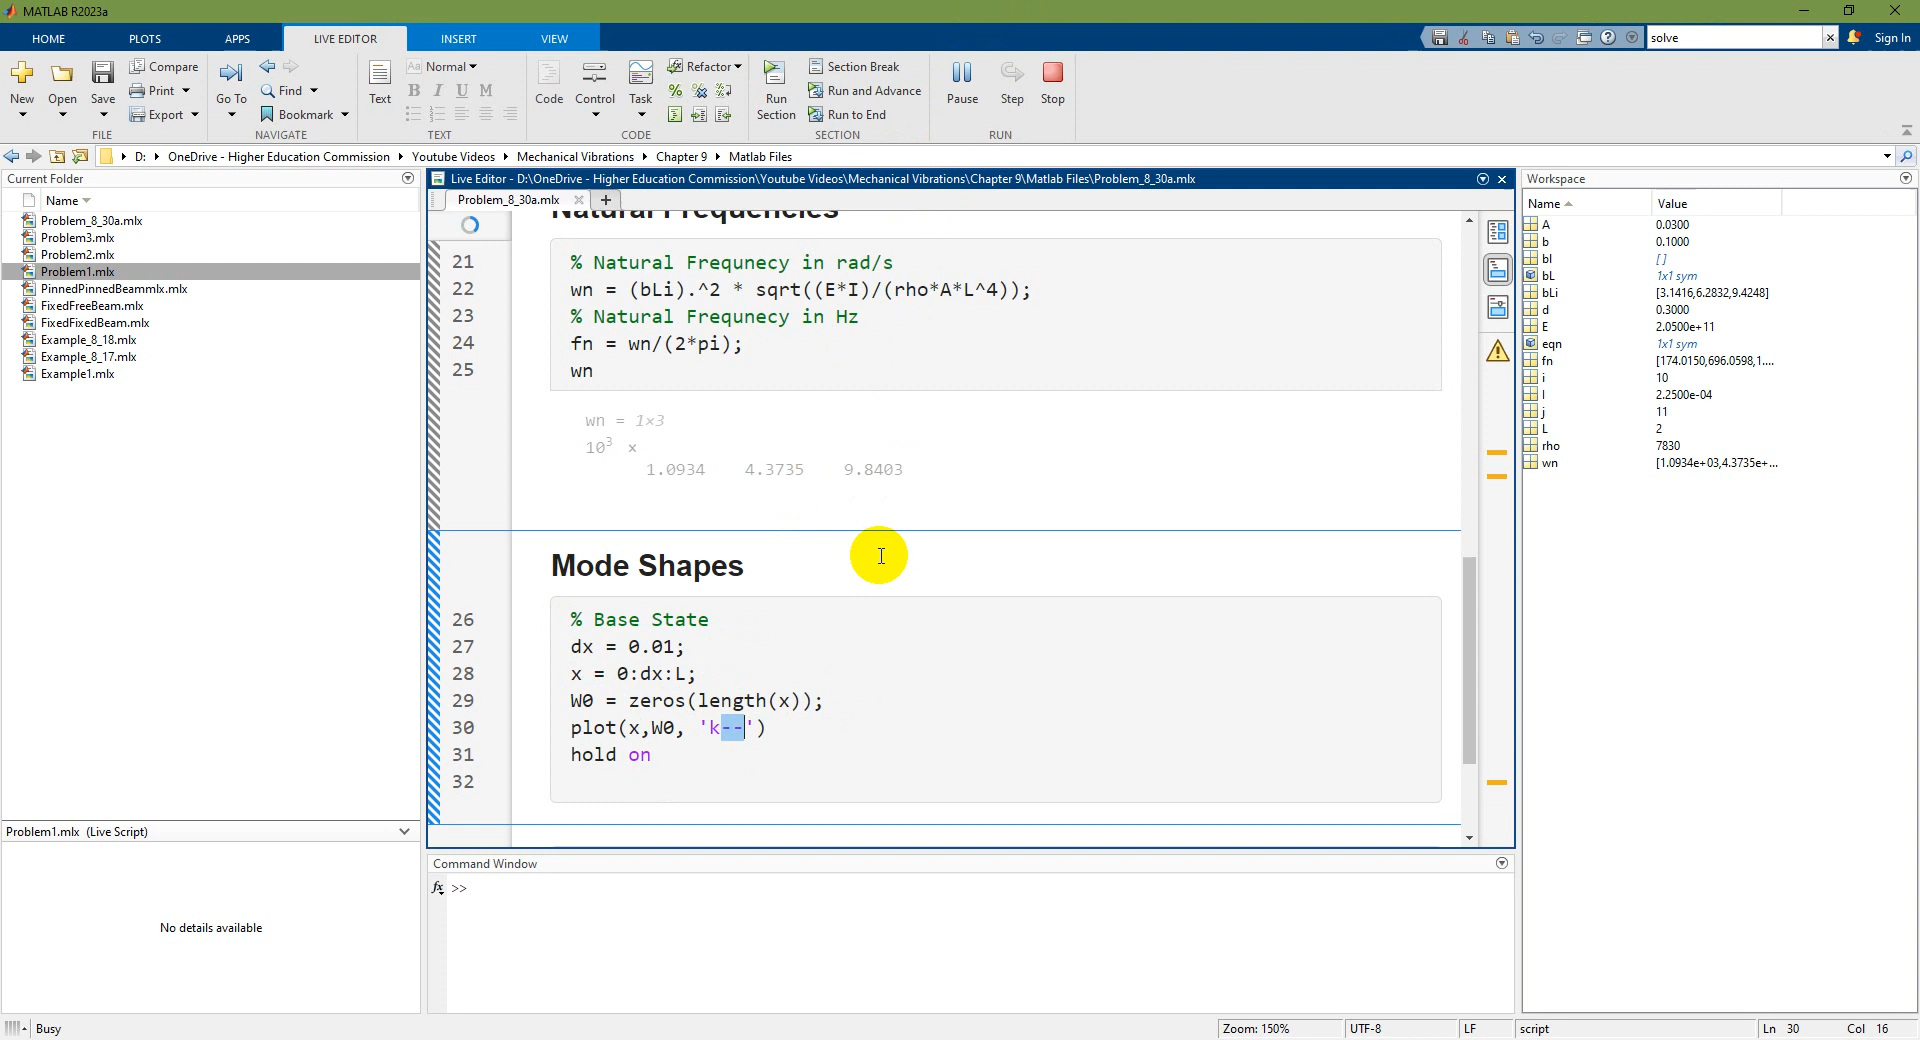 MATLAB R2023a
HOME PLOTS APPS LIVE EDITOR INSERT VIEW solve Sign In
New Open Save Compare Print Export FILE
Go To Find Bookmark NAVIGATE
Text Aa Normal B I U M TEXT
Code Control Task Refactor CODE
Run Section Section Break Run and Advance Run to End SECTION
Pause Step Stop RUN
D: OneDrive - Higher Education Commission Youtube Videos Mechanical Vibrations Chapter 9 Matlab Files
Current Folder
Name
Problem_8_30a.mlx
Problem3.mlx
Problem2.mlx
Problem1.mlx
PinnedPinnedBeammlx.mlx
FixedFreeBeam.mlx
FixedFixedBeam.mlx
Example_8_18.mlx
Example_8_17.mlx
Example1.mlx
Problem1.mlx (Live Script)
No details available
Live Editor - D:\OneDrive - Higher Education Commission\Youtube Videos\Mechanical Vibrations\Chapter 9\Matlab Files\Problem_8_30a.mlx
Problem_8_30a.mlx
Natural Frequencies
21 % Natural Frequnecy in rad/s
22 wn = (bLi).^2 * sqrt((E*I)/(rho*A*L^4));
23 % Natural Frequnecy in Hz
24 fn = wn/(2*pi);
25 wn
wn = 1×3
10³ ×
1.0934 4.3735 9.8403
Mode Shapes
26 % Base State
27 dx = 0.01;
28 x = 0:dx:L;
29 W0 = zeros(length(x));
30 plot(x,W0, 'k--')
31 hold on
32
Command Window
fx >>
Workspace
Name Value
A 0.0300
b 0.1000
bl []
bL 1x1 sym
bLi [3.1416,6.2832,9.4248]
d 0.3000
E 2.0500e+11
eqn 1x1 sym
fn [174.0150,696.0598,1....
i 10
I 2.2500e-04
j 11
L 2
rho 7830
wn [1.0934e+03,4.3735e+...
Busy
Zoom: 150% UTF-8 LF script Ln 30 Col 16